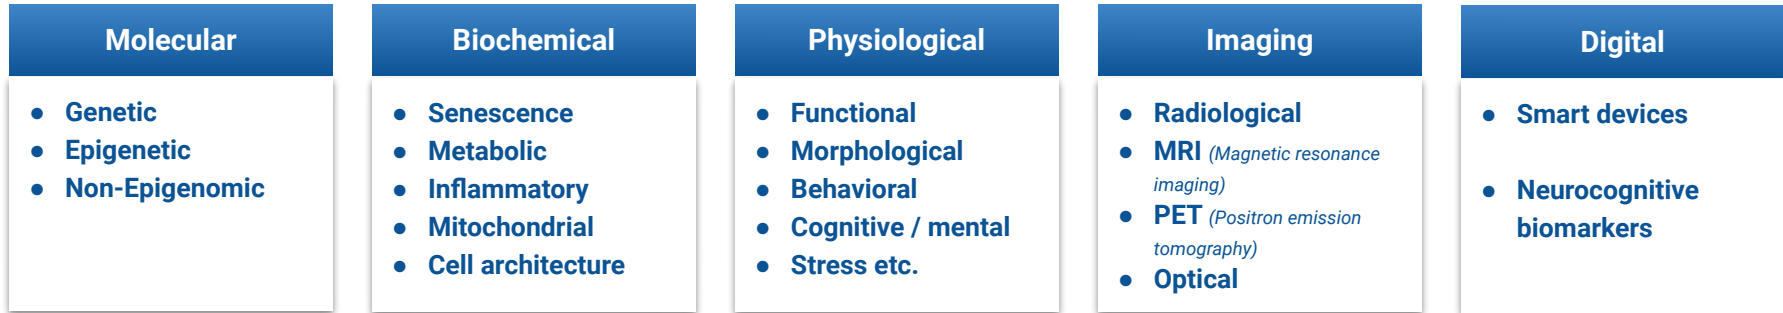 Molecular
● Genetic
● Epigenetic
● Non-Epigenomic
Biochemical
● Senescence
● Metabolic
● Inflammatory
● Mitochondrial
● Cell architecture
Physiological
● Functional
● Morphological
● Behavioral
● Cognitive / mental
● Stress etc.
Imaging
● Radiological
● MRI (Magnetic resonance
imaging)
● PET (Positron emission
tomography)
● Optical
Digital
● Smart devices
● Neurocognitive
biomarkers